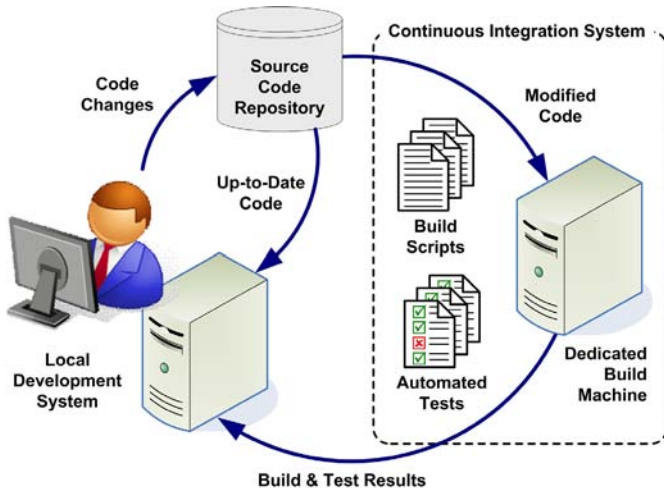 Continuous Integration System
Source
Code
Repository
Code
Changes
Modified
Code
Up-to-Date
Code
Build
Scripts
Automated
Tests
Local
Development
System
Dedicated
Build
Machine
Build & Test Results